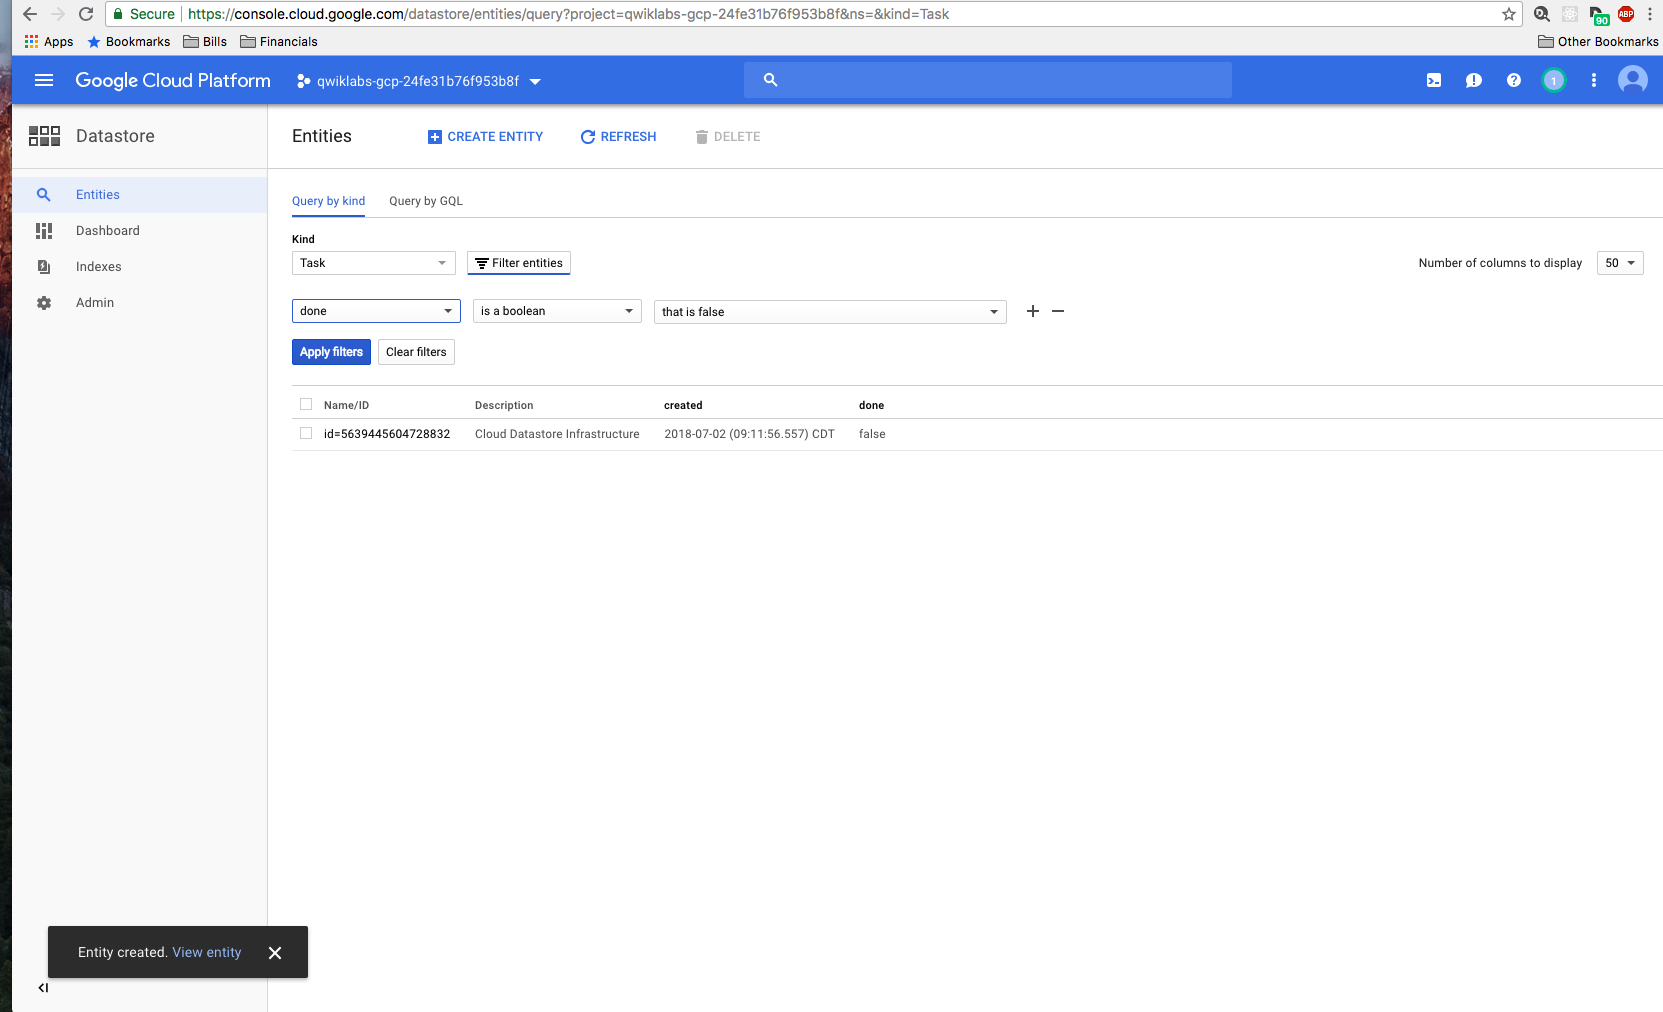 Secure https://console.cloud.google.com/datastore/entities/query?project=qwiklabs-gcp-24fe31b76f953b8f&ns=&kind=Task 90 ABP
Apps Bookmarks Bills Financials Other Bookmarks
Google Cloud Platform qwiklabs-gcp-24fe31b76f953b8f 1
Datastore
Entities
Dashboard
Indexes
Admin
Entities CREATE ENTITY REFRESH DELETE
Query by kind Query by GQL
Kind
Task Filter entities Number of columns to display 50
done is a boolean that is false
Apply filters Clear filters
Name/ID Description created done
id=5639445604728832 Cloud Datastore Infrastructure 2018-07-02 (09:11:56.557) CDT false
Entity created. View entity